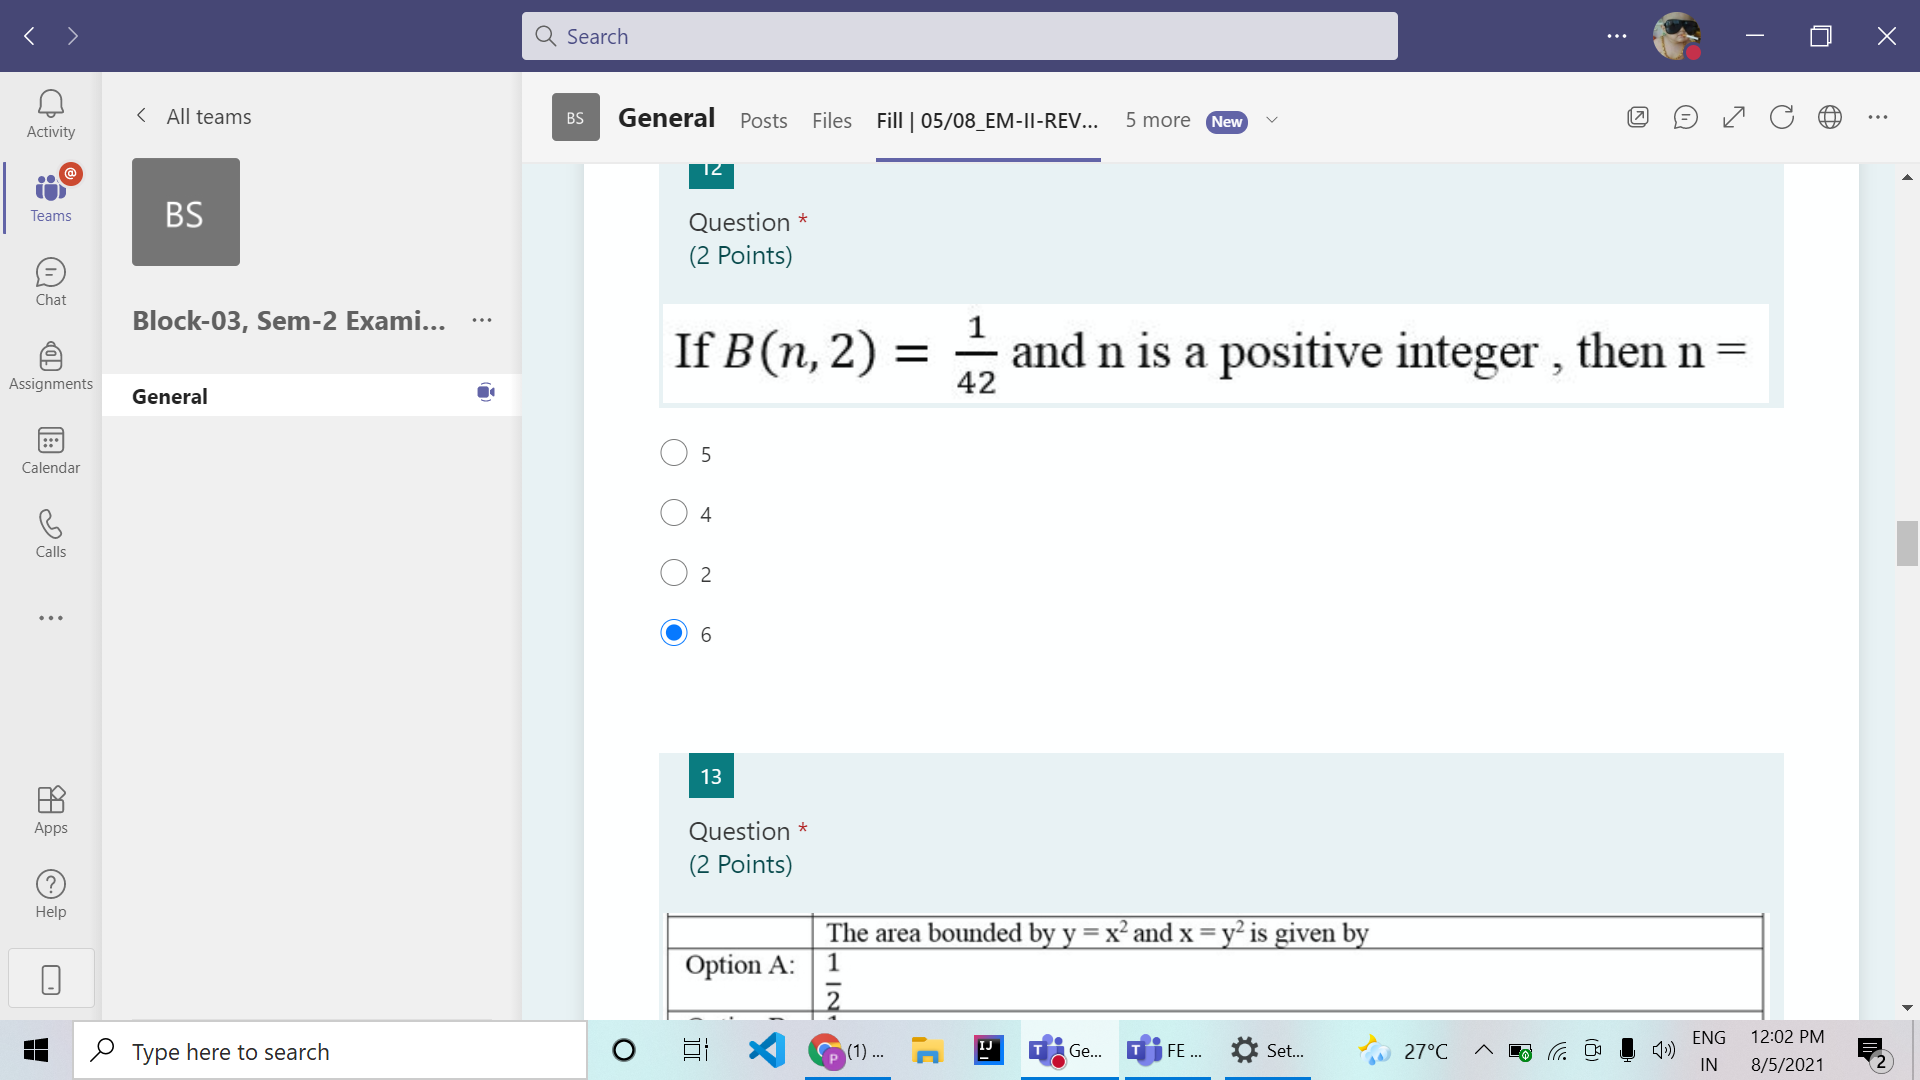 Search
Activity
Teams
Chat
Assignments
Calendar
Calls
Apps
Help
@
All teams
BS
Block-03, Sem-2 Exami... ...
General
BS General Posts Files Fill | 05/08_EM-II-REV... 5 more New
12
Question *
(2 Points)
If B(n, 2) = 1/42 and n is a positive integer , then n =
5
4
2
6
13
Question *
(2 Points)
The area bounded by y = x² and x = y² is given by
Option A: 1/2
Type here to search
(1) ...
IJ
T Ge...
T FE ...
Set...
27°C
ENG
IN
12:02 PM
8/5/2021
2